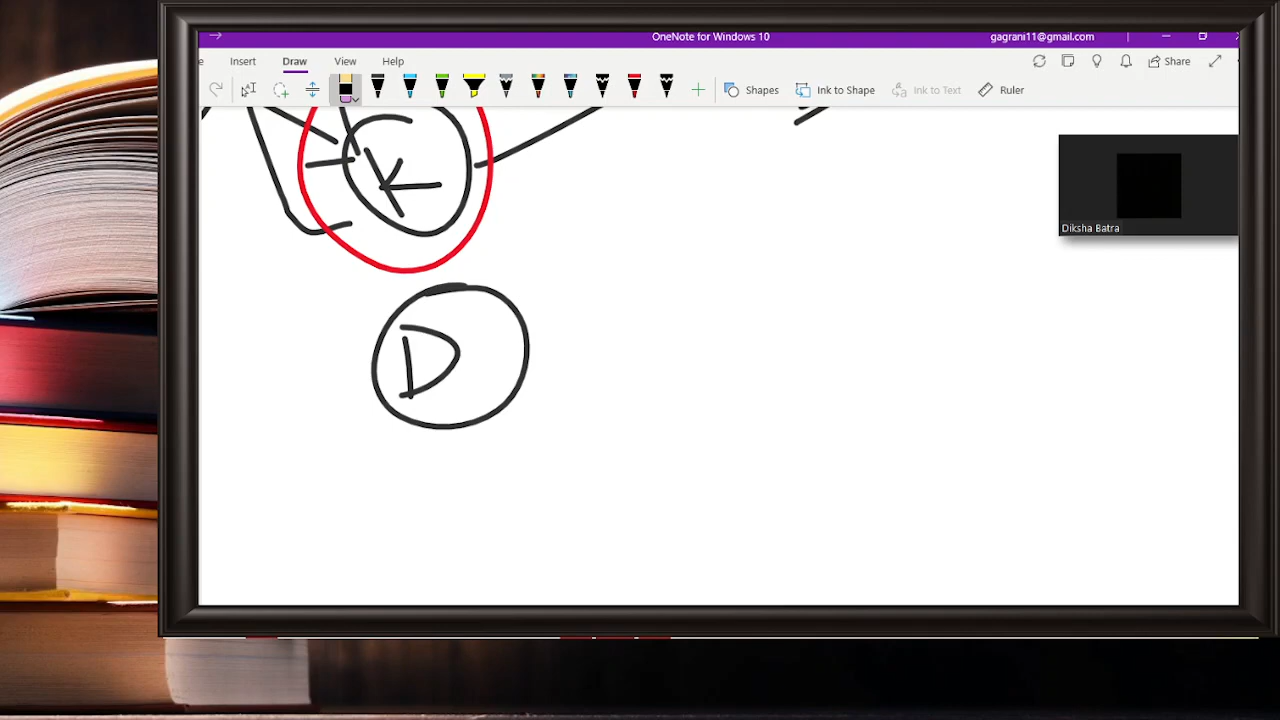 OneNote for Windows 10 gagrani11@gmail.com
Insert Draw View Help Share
Shapes Ink to Shape Ink to Text Ruler
K
Diksha Batra
D